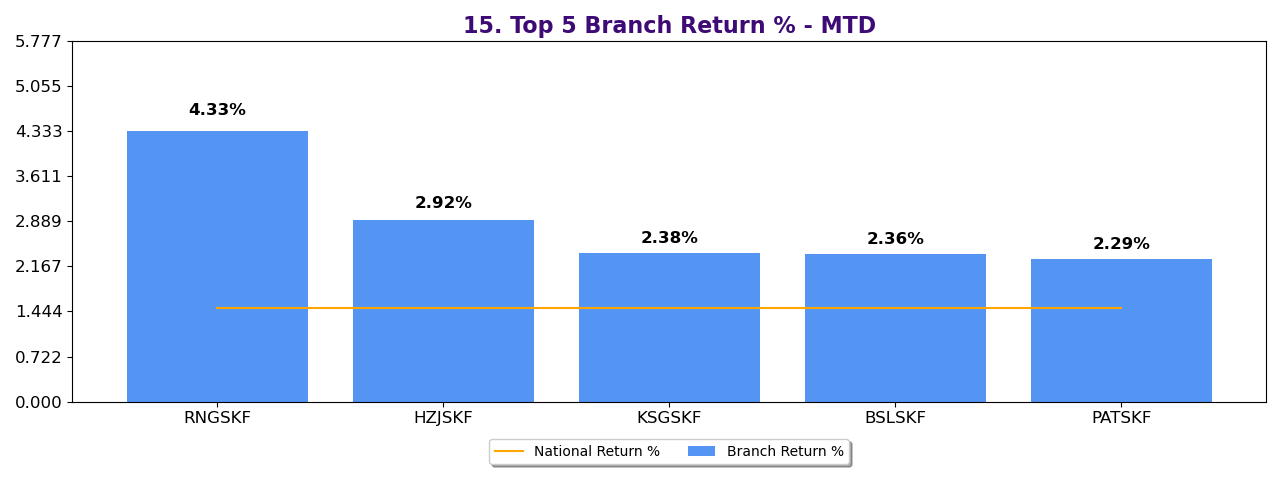 15. Top 5 Branch Return % - MTD
5.777
5.055
4.333
3.611
2.889
2.167
1.444
0.722
0.000
4.33%
2.92%
2.38%
2.36%
2.29%
RNGSKF
HZJSKF
KSGSKF
BSLSKF
PATSKF
National Return %
Branch Return %